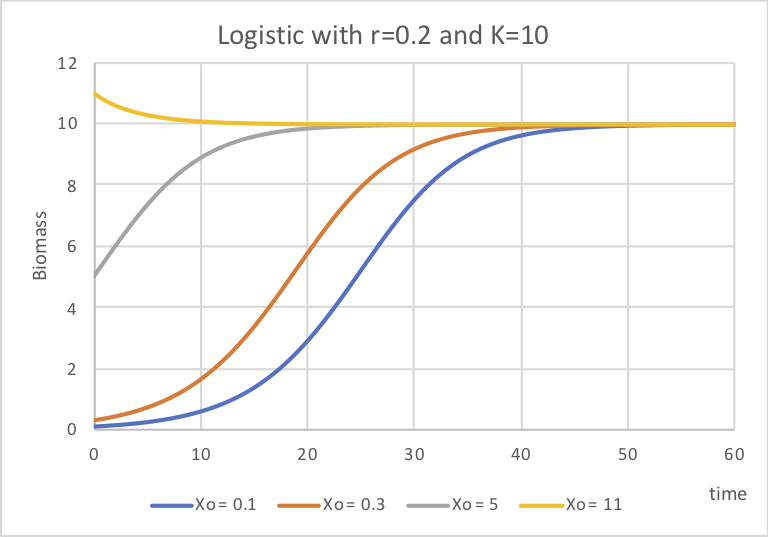 Logistic with r=0.2 and K=10
12
10
8
6
4
2
0
Biomass
0 10 20 30 40 50 60
time
Xo = 0.1 Xo = 0.3 Xo = 5 Xo = 11